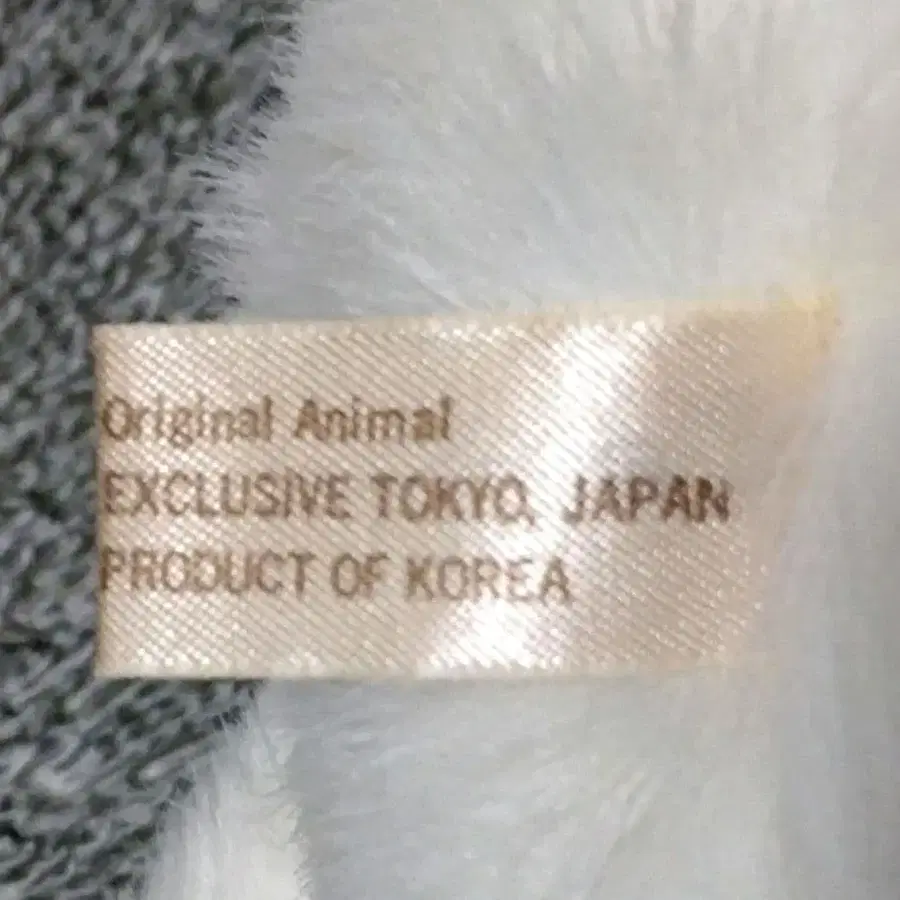 Original Animal
EXCLUSIVE TOKYO, JAPAN
PRODUCT OF KOREA